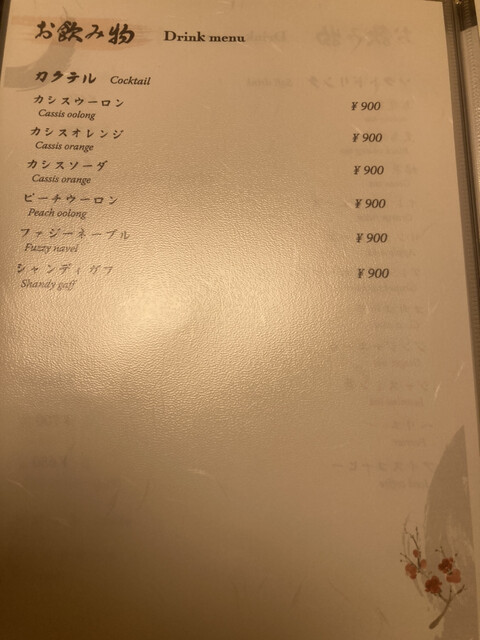 お飲み物 Drink menu
カクテル Cocktail
カシスウーロン ¥900
Cassis oolong
カシスオレンジ ¥900
Cassis orange
カシスソーダ ¥900
Cassis orange
ピーチウーロン ¥900
Peach oolong
ファジーネーブル ¥900
Fuzzy navel
シャンディガフ ¥900
Shandy gaff